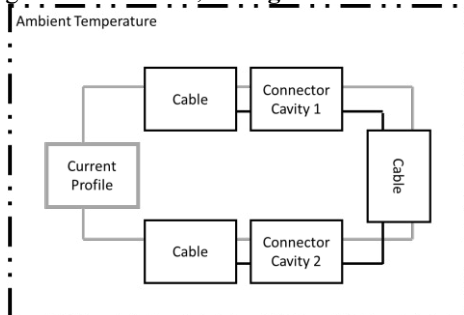 Ambient Temperature
Cable
Connector
Cavity 1
Current
Profile
Cable
Cable
Connector
Cavity 2